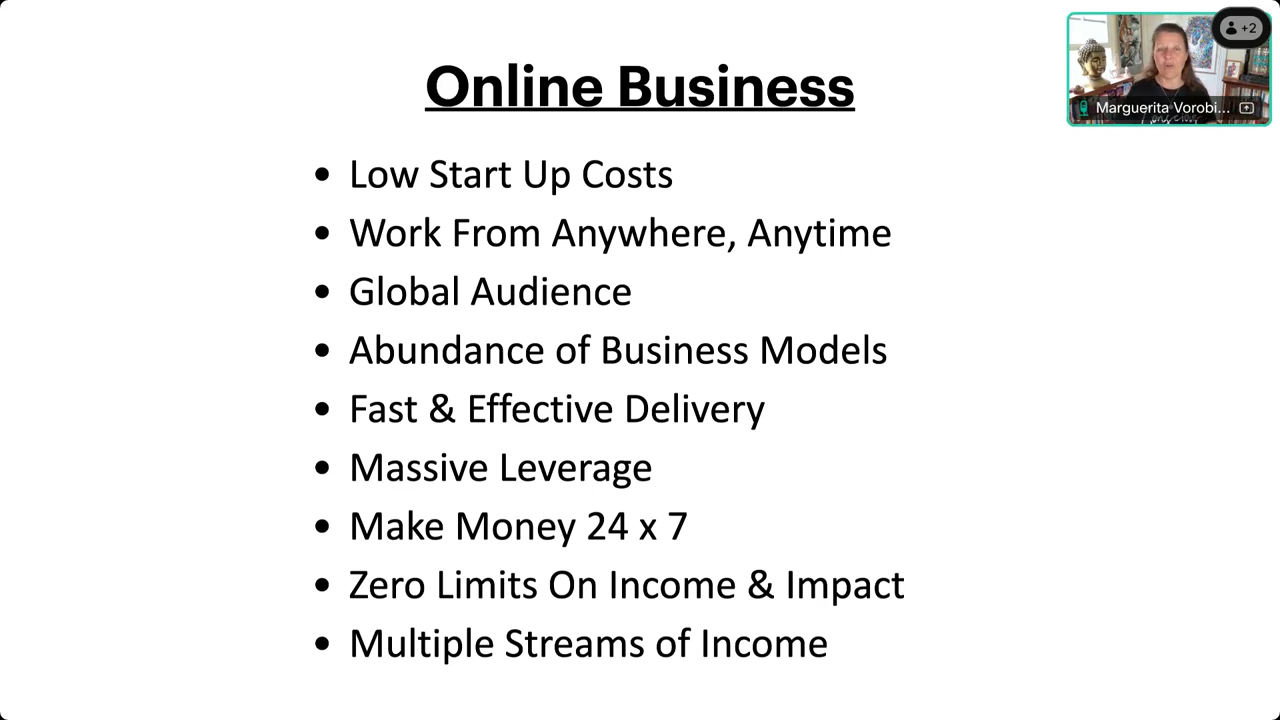 Online Business
+2
Marguerita Vorobi...
• Low Start Up Costs
• Work From Anywhere, Anytime
• Global Audience
• Abundance of Business Models
• Fast & Effective Delivery
• Massive Leverage
• Make Money 24 x 7
• Zero Limits On Income & Impact
• Multiple Streams of Income